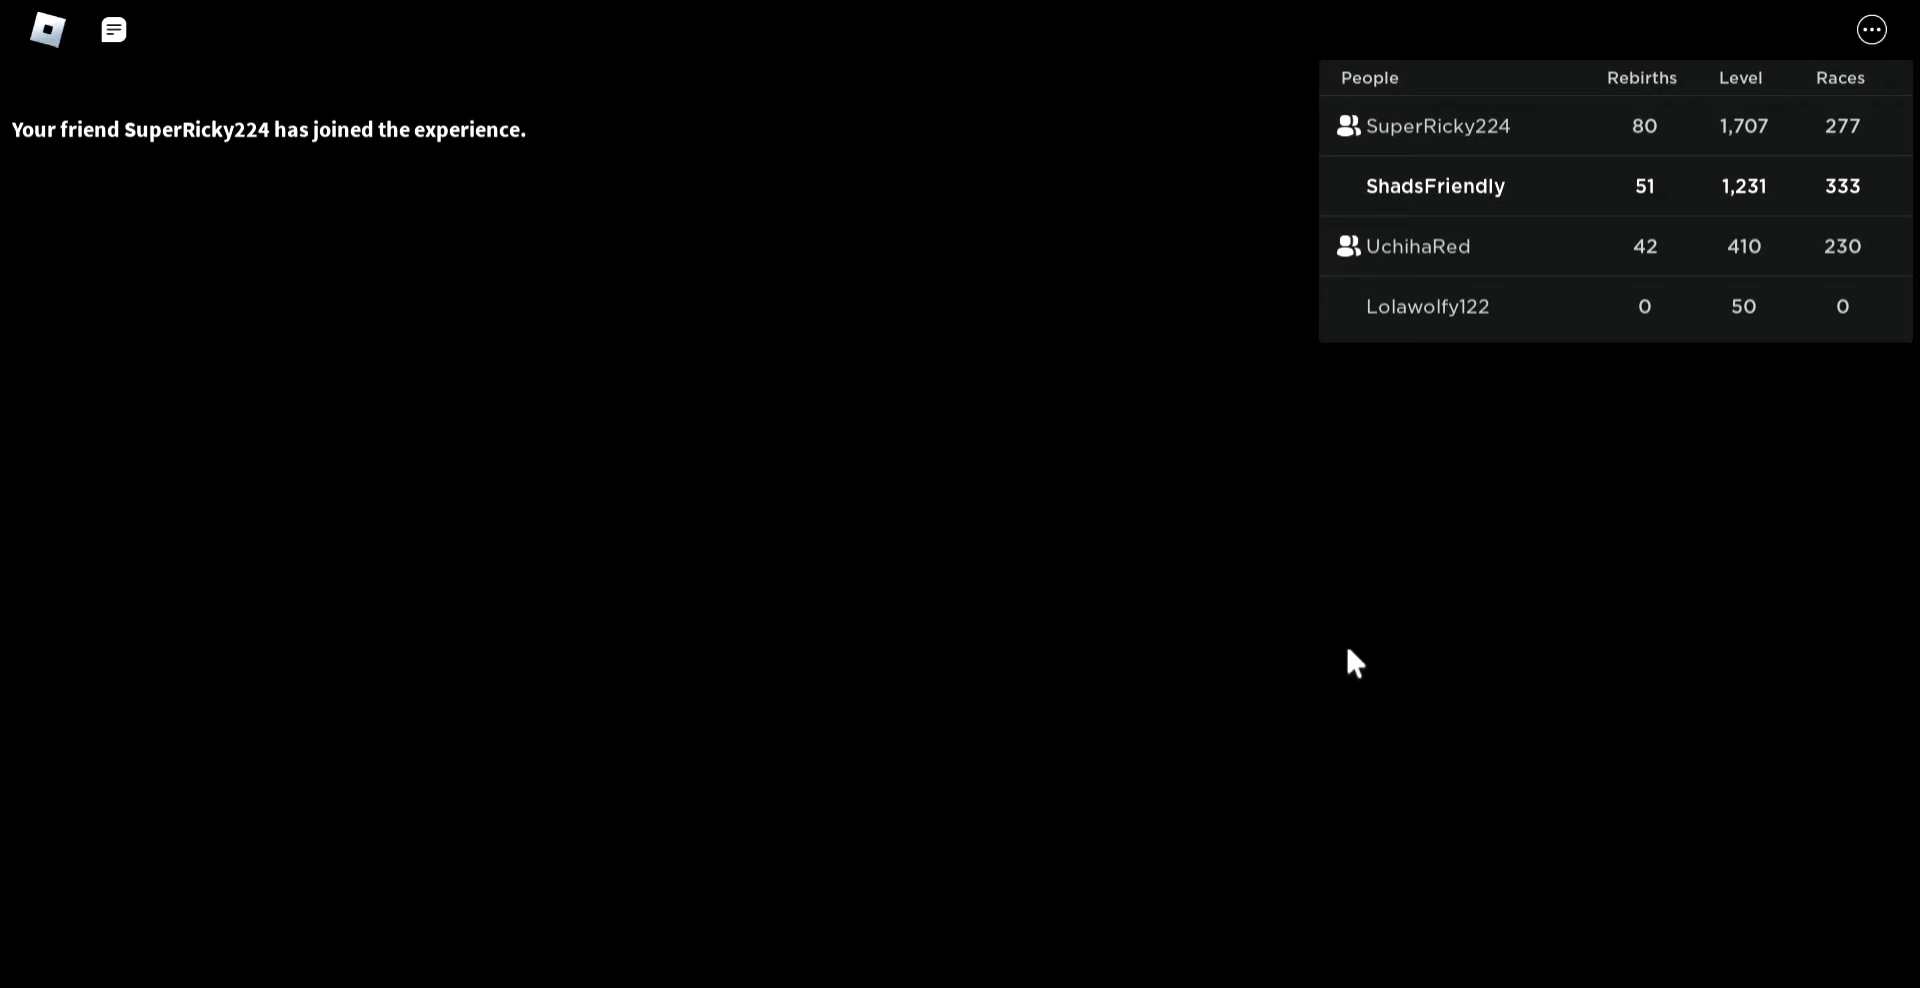 Your friend SuperRicky224 has joined the experience.
People Rebirths Level Races
SuperRicky224 80 1,707 277
ShadsFriendly 51 1,231 333
UchihaRed 42 410 230
Lolawolfy122 0 50 0